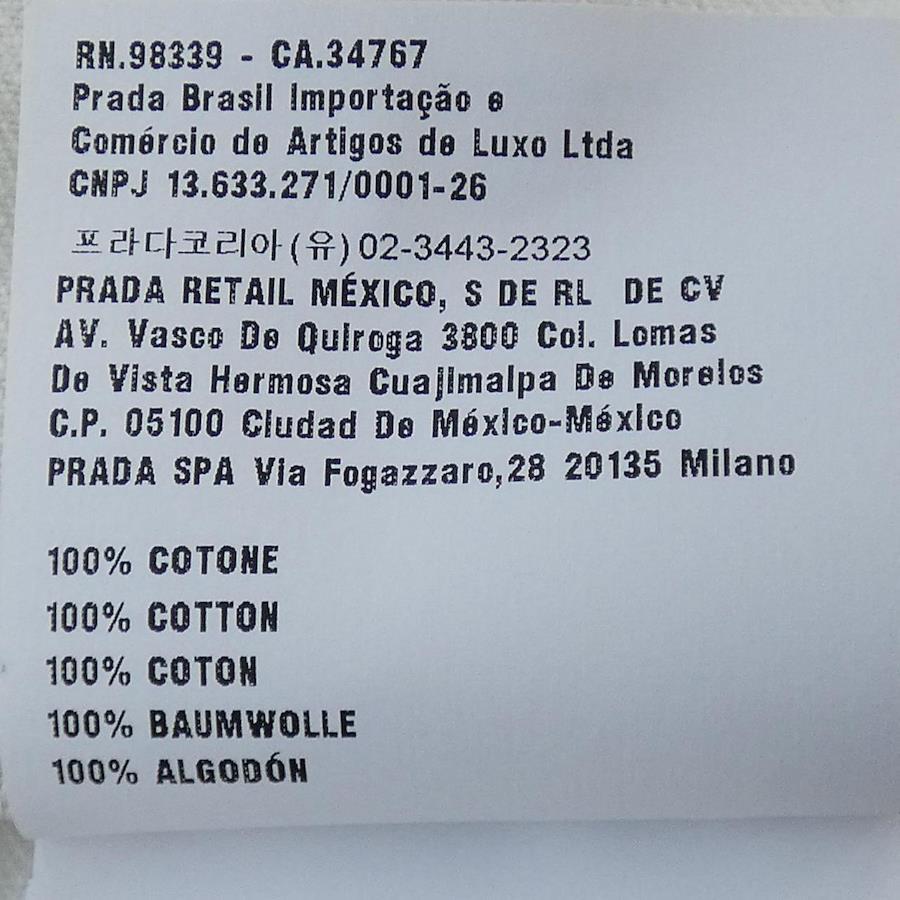 RN.98339 - CA.34767
Prada Brasil Importação e
Comércio de Artigos de Luxo Ltda
CNPJ 13.633.271/0001-26
프라다코리아(유)02-3443-2323
PRADA RETAIL MÉXICO, S DE RL DE CV
AV. Vasco De Quiroga 3800 Col. Lomas
De Vista Hermosa Cuajimalpa De Morelos
C.P. 05100 Ciudad De México-México
PRADA SPA Via Fogazzaro,28 20135 Milano
100% COTONE
100% COTTON
100% COTON
100% BAUMWOLLE
100% ALGODÓN